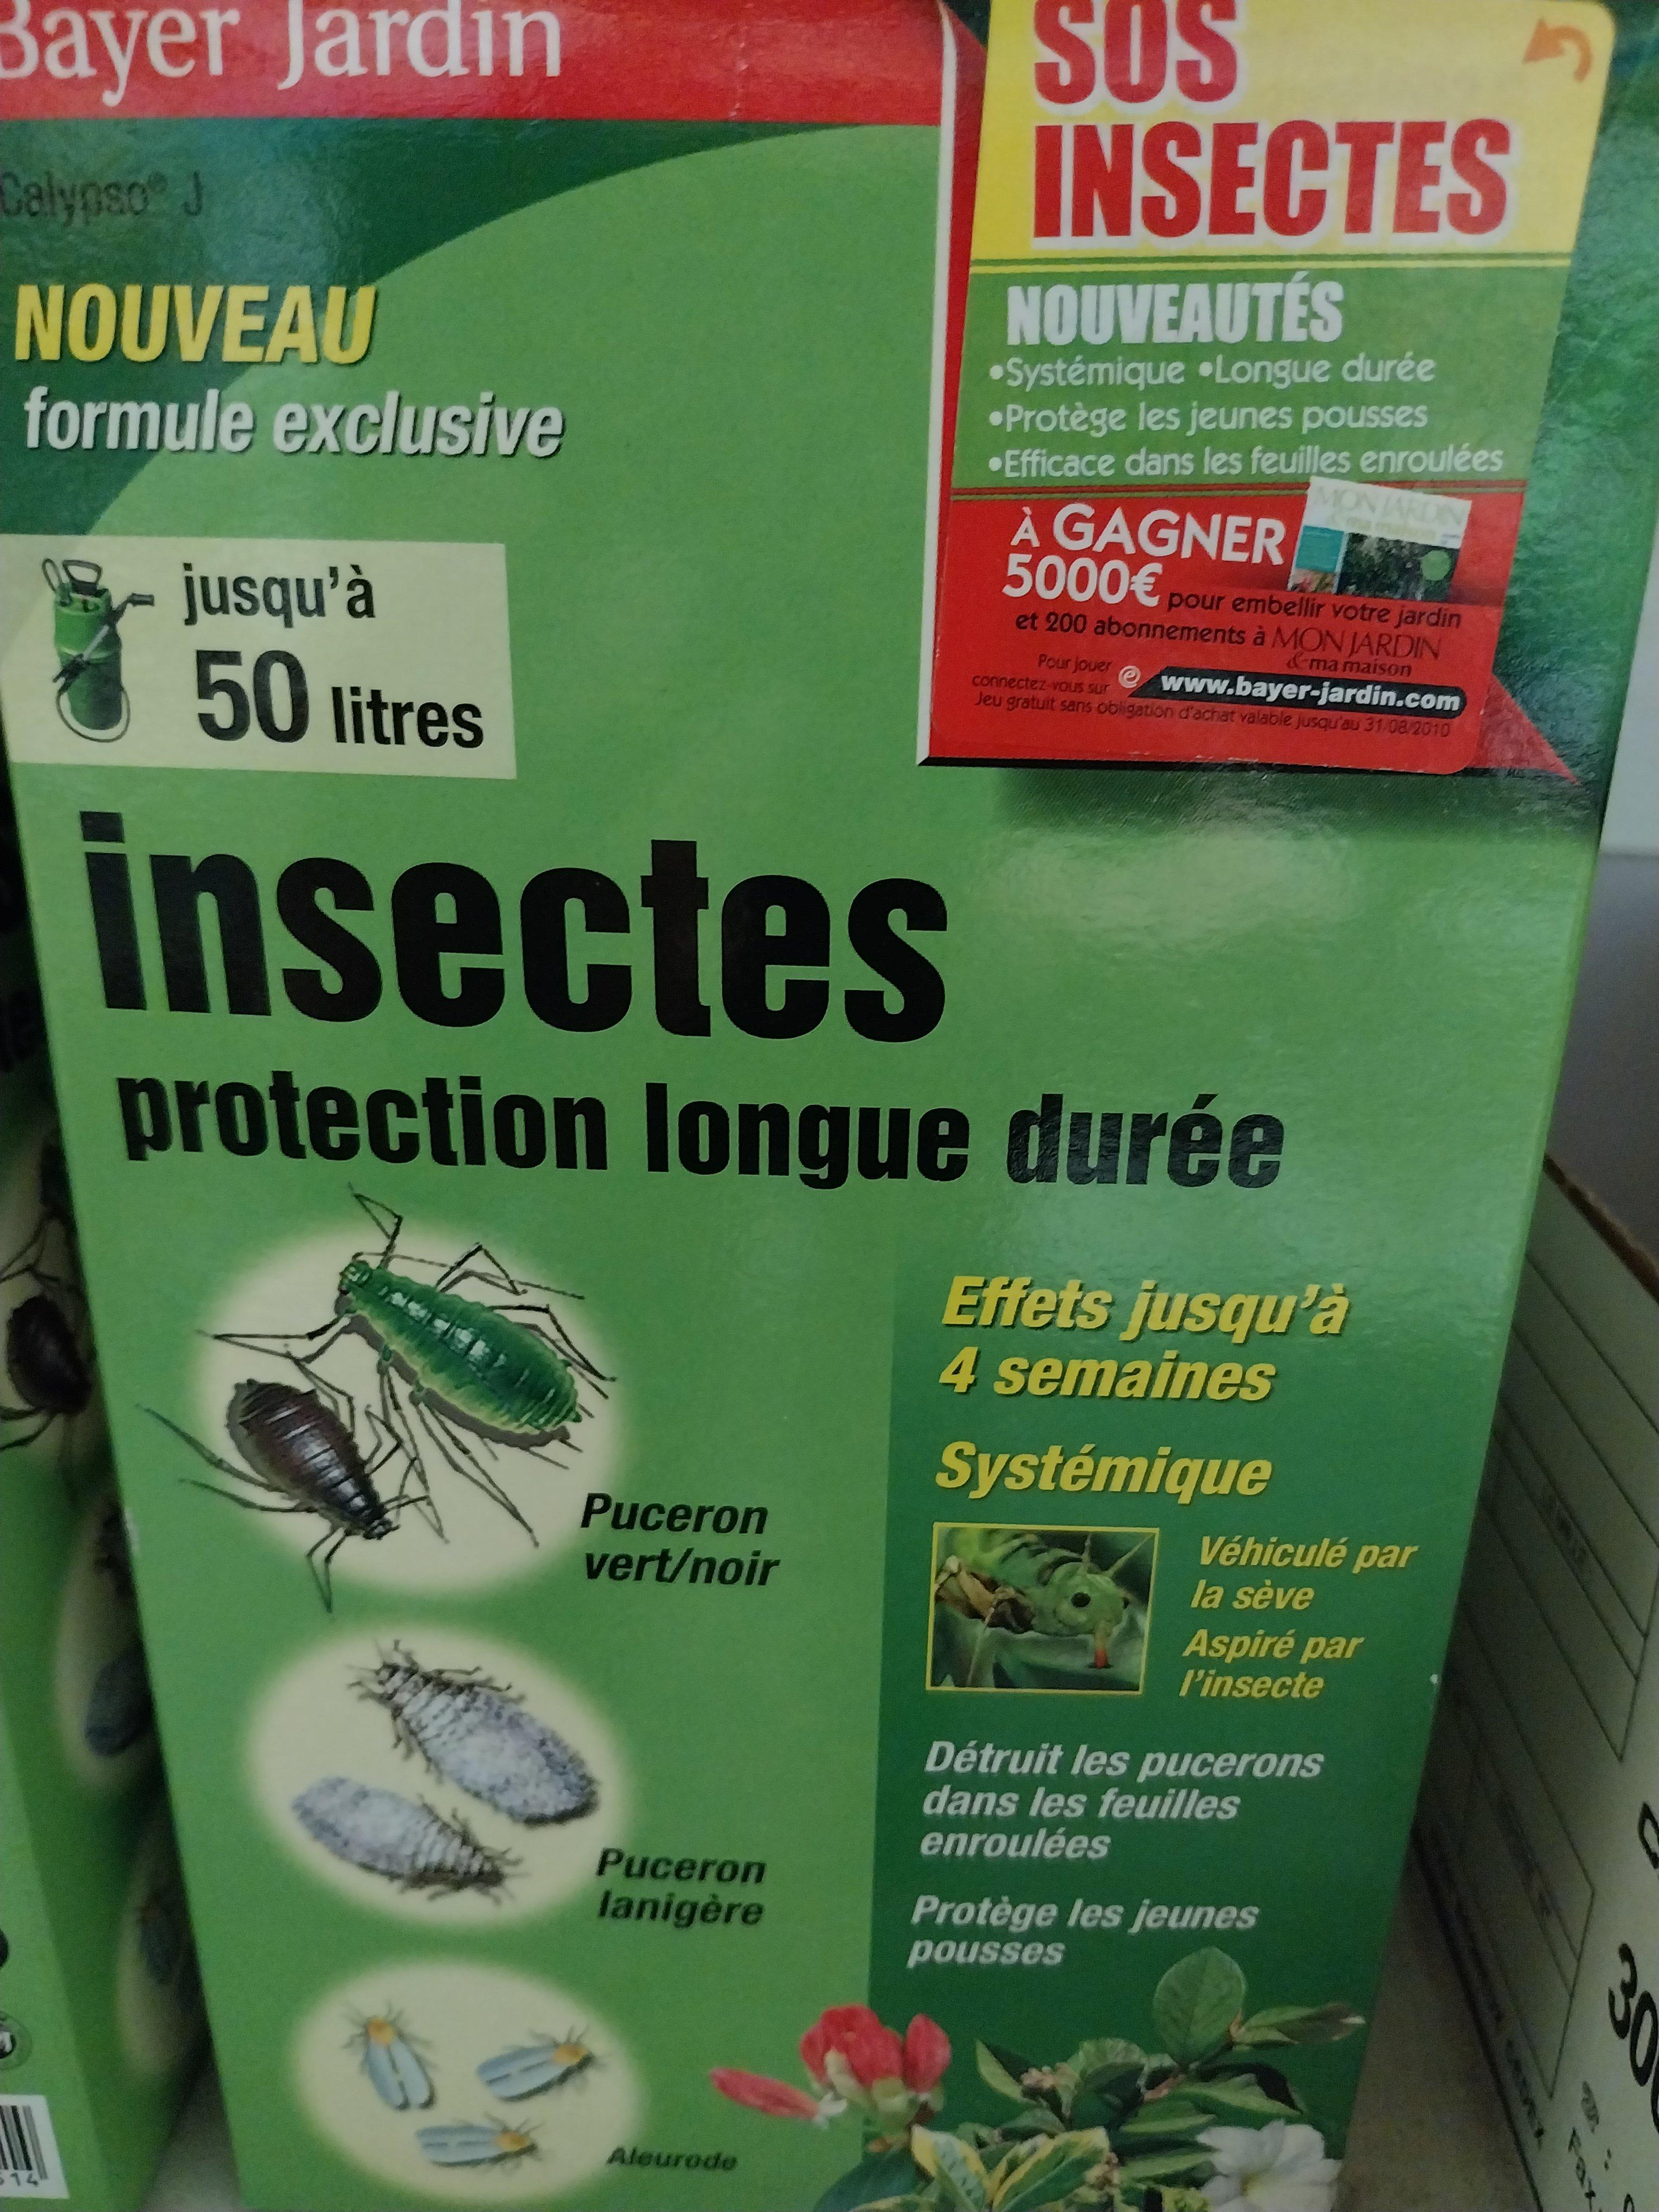 Bayer Jardin
Calypso® J
NOUVEAU
formule exclusive
jusqu'à
50 litres
SOS
INSECTES
NOUVEAUTÉS
•Systémique •Longue durée
•Protège les jeunes pousses
•Efficace dans les feuilles enroulées
À GAGNER
5000€ pour embellir votre jardin
et 200 abonnements à MON JARDIN
& ma maison
MON JARDIN
& ma maison
Pour jouer
connectez-vous sur www.bayer-jardin.com
Jeu gratuit sans obligation d'achat valable jusqu'au 31/08/2010
insectes
protection longue durée
Puceron
vert/noir
Puceron
lanigère
Aleurode
Effets jusqu'à
4 semaines
Systémique
Véhiculé par
la sève
Aspiré par
l'insecte
Détruit les pucerons
dans les feuilles
enroulées
Protège les jeunes
pousses